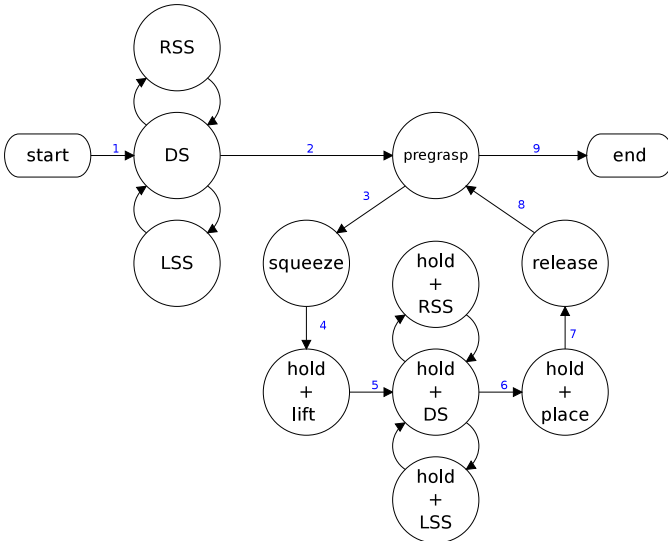 RSS
start
1
DS
2
pregrasp
9
end
LSS
3
8
squeeze
hold
+
RSS
release
4
7
hold
+
lift
5
hold
+
DS
6
hold
+
place
hold
+
LSS